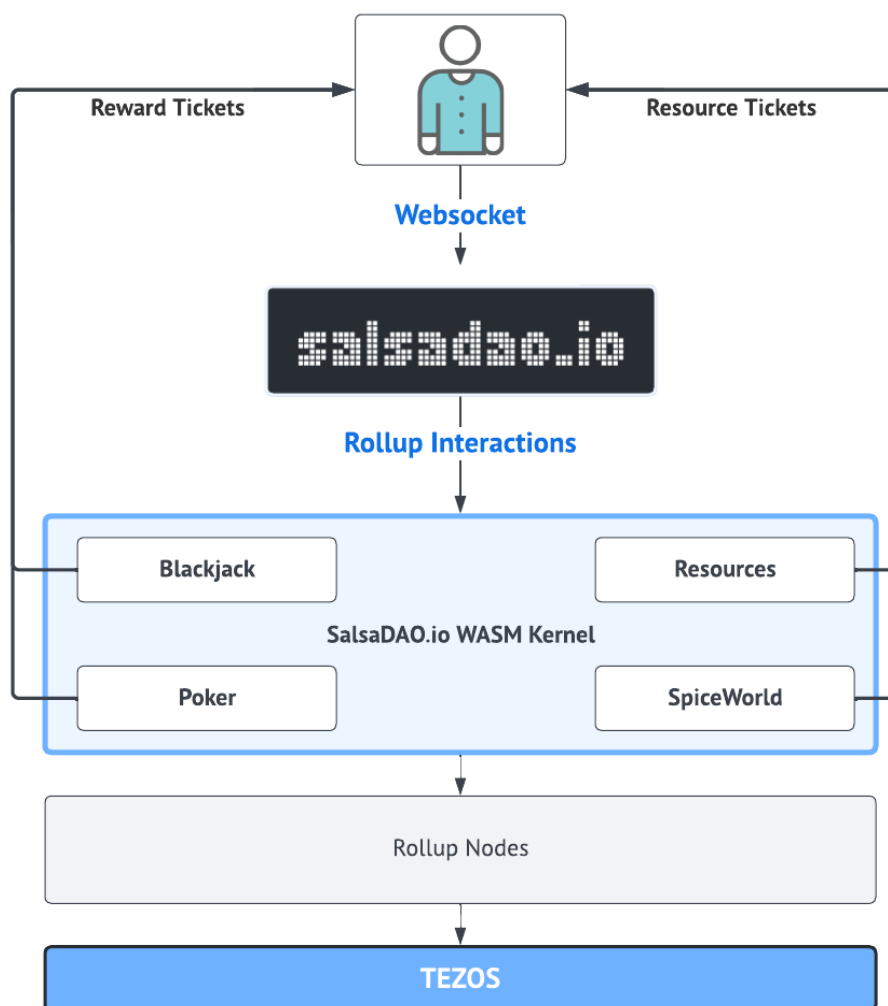 Reward Tickets
Resource Tickets
Websocket
salsadao.io
Rollup Interactions
Blackjack
Resources
SalsaDAO.io WASM Kernel
Poker
SpiceWorld
Rollup Nodes
TEZOS